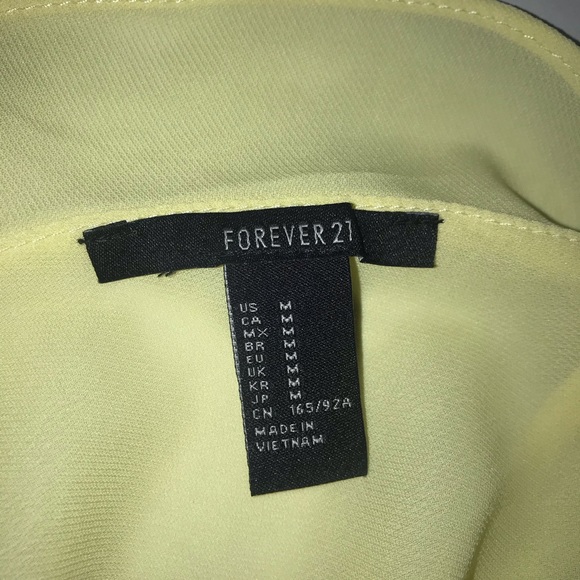 FOREVER 21
US M
CA M
MX M
BR M
EU M
UK M
KR M
JP M
CN 165/92A
MADE IN
VIETNAM